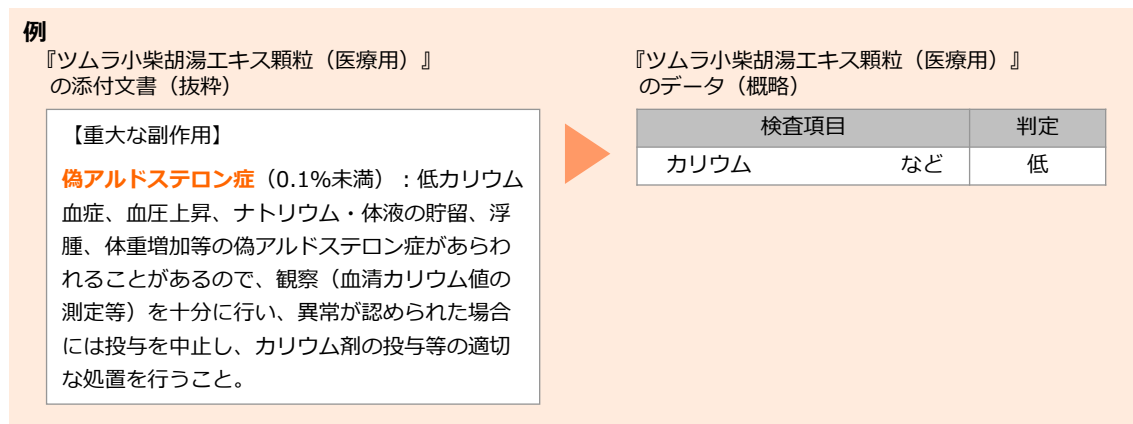 例
『ツムラ小柴胡湯エキス顆粒（医療用）』
の添付文書（抜粋）
【重大な副作用】
偽アルドステロン症（0.1%未満）：低カリウム
血症、血圧上昇、ナトリウム・体液の貯留、浮
腫、体重増加等の偽アルドステロン症があらわ
れることがあるので、観察（血清カリウム値の
測定等）を十分に行い、異常が認められた場合
には投与を中止し、カリウム剤の投与等の適切
な処置を行うこと。
『ツムラ小柴胡湯エキス顆粒（医療用）』
のデータ（概略）
検査項目 判定
カリウム など 低